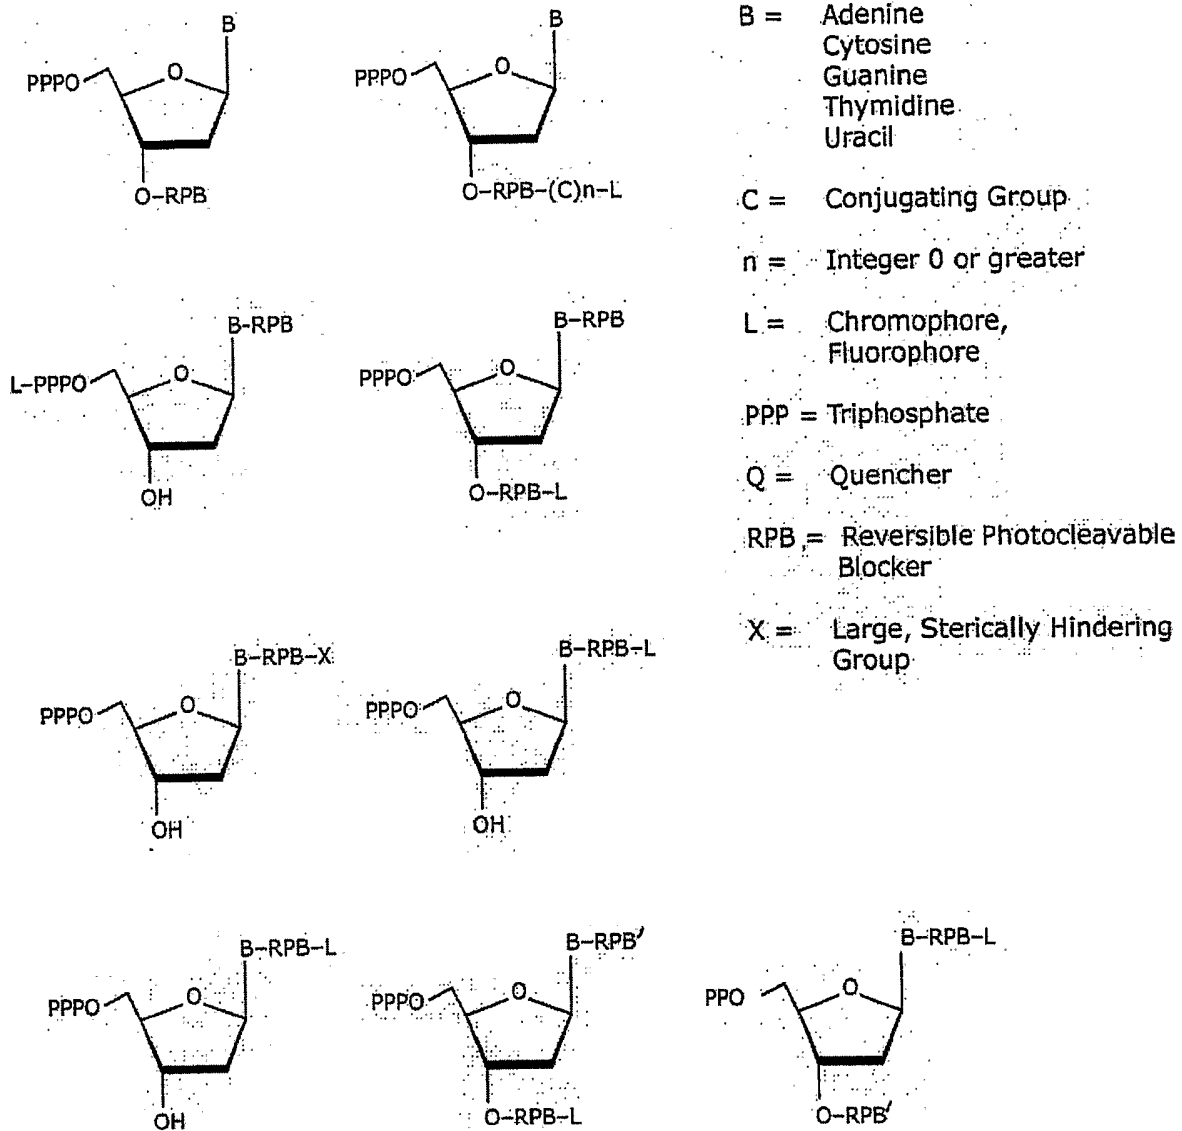 B
PPPO
O
O-RPB
B
PPPO
O
O-RPB-(C)n-L
B-RPB
L-PPPO
O
OH
B-RPB
PPPO
O
O-RPB-L
B-RPB-X
PPPO
O
OH
B-RPB-L
PPPO
O
OH
B-RPB-L
PPPO
O
OH
B-RPB'
PPPO
O
O-RPB-L
B-RPB-L
PPO
O
O-RPB'
B = Adenine
Cytosine
Guanine
Thymidine
Uracil
C = Conjugating Group
n = Integer 0 or greater
L = Chromophore,
Fluorophore
PPP = Triphosphate
Q = Quencher
RPB = Reversible Photocleavable
Blocker
X = Large, Sterically Hindering
Group